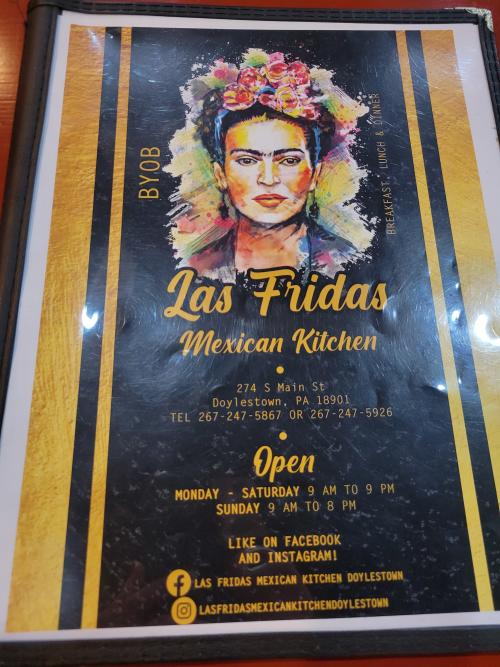 BYOB
BREAKFAST, LUNCH & DINNER
Las Fridas
Mexican Kitchen
274 S Main St
Doylestown, PA 18901
TEL 267-247-5867 OR 267-247-5926
Open
MONDAY - SATURDAY 9 AM TO 9 PM
SUNDAY 9 AM TO 8 PM
LIKE ON FACEBOOK
AND INSTAGRAM!
LAS FRIDAS MEXICAN KITCHEN DOYLESTOWN
LASFRIDASMEXICANKITCHENDOYLESTOWN